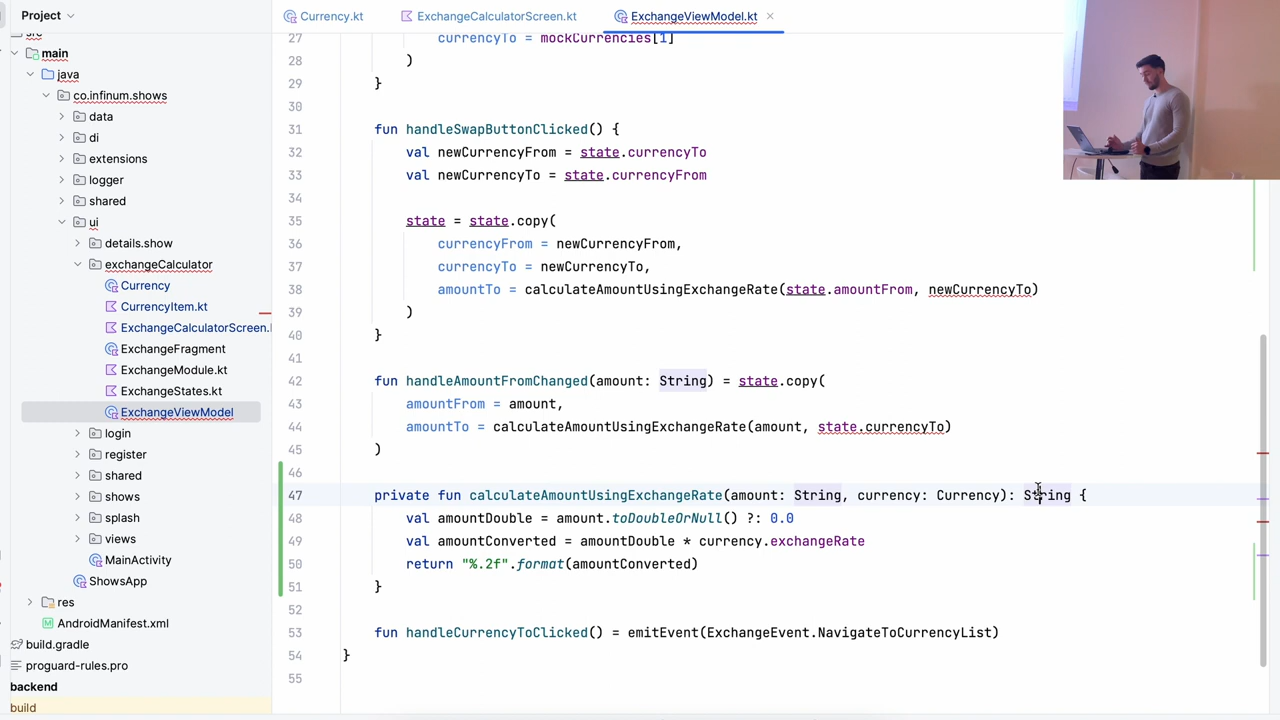 Project
Currency.kt
ExchangeCalculatorScreen.kt
ExchangeViewModel.kt
src
main
java
co.infinum.shows
data
di
extensions
logger
shared
ui
details.show
exchangeCalculator
Currency
CurrencyItem.kt
ExchangeCalculatorScreen.
ExchangeFragment
ExchangeModule.kt
ExchangeStates.kt
ExchangeViewModel
login
register
shared
shows
splash
views
MainActivity
ShowsApp
res
AndroidManifest.xml
build.gradle
proguard-rules.pro
backend
build
27 currencyTo = mockCurrencies[1]
28 )
29 }
30
31 fun handleSwapButtonClicked() {
32 val newCurrencyFrom = state.currencyTo
33 val newCurrencyTo = state.currencyFrom
34
35 state = state.copy(
36 currencyFrom = newCurrencyFrom,
37 currencyTo = newCurrencyTo,
38 amountTo = calculateAmountUsingExchangeRate(state.amountFrom, newCurrencyTo)
39 )
40 }
41
42 fun handleAmountFromChanged(amount: String) = state.copy(
43 amountFrom = amount,
44 amountTo = calculateAmountUsingExchangeRate(amount, state.currencyTo)
45 )
46
47 private fun calculateAmountUsingExchangeRate(amount: String, currency: Currency): String {
48 val amountDouble = amount.toDoubleOrNull() ?: 0.0
49 val amountConverted = amountDouble * currency.exchangeRate
50 return "%.2f".format(amountConverted)
51 }
52
53 fun handleCurrencyToClicked() = emitEvent(ExchangeEvent.NavigateToCurrencyList)
54 }
55